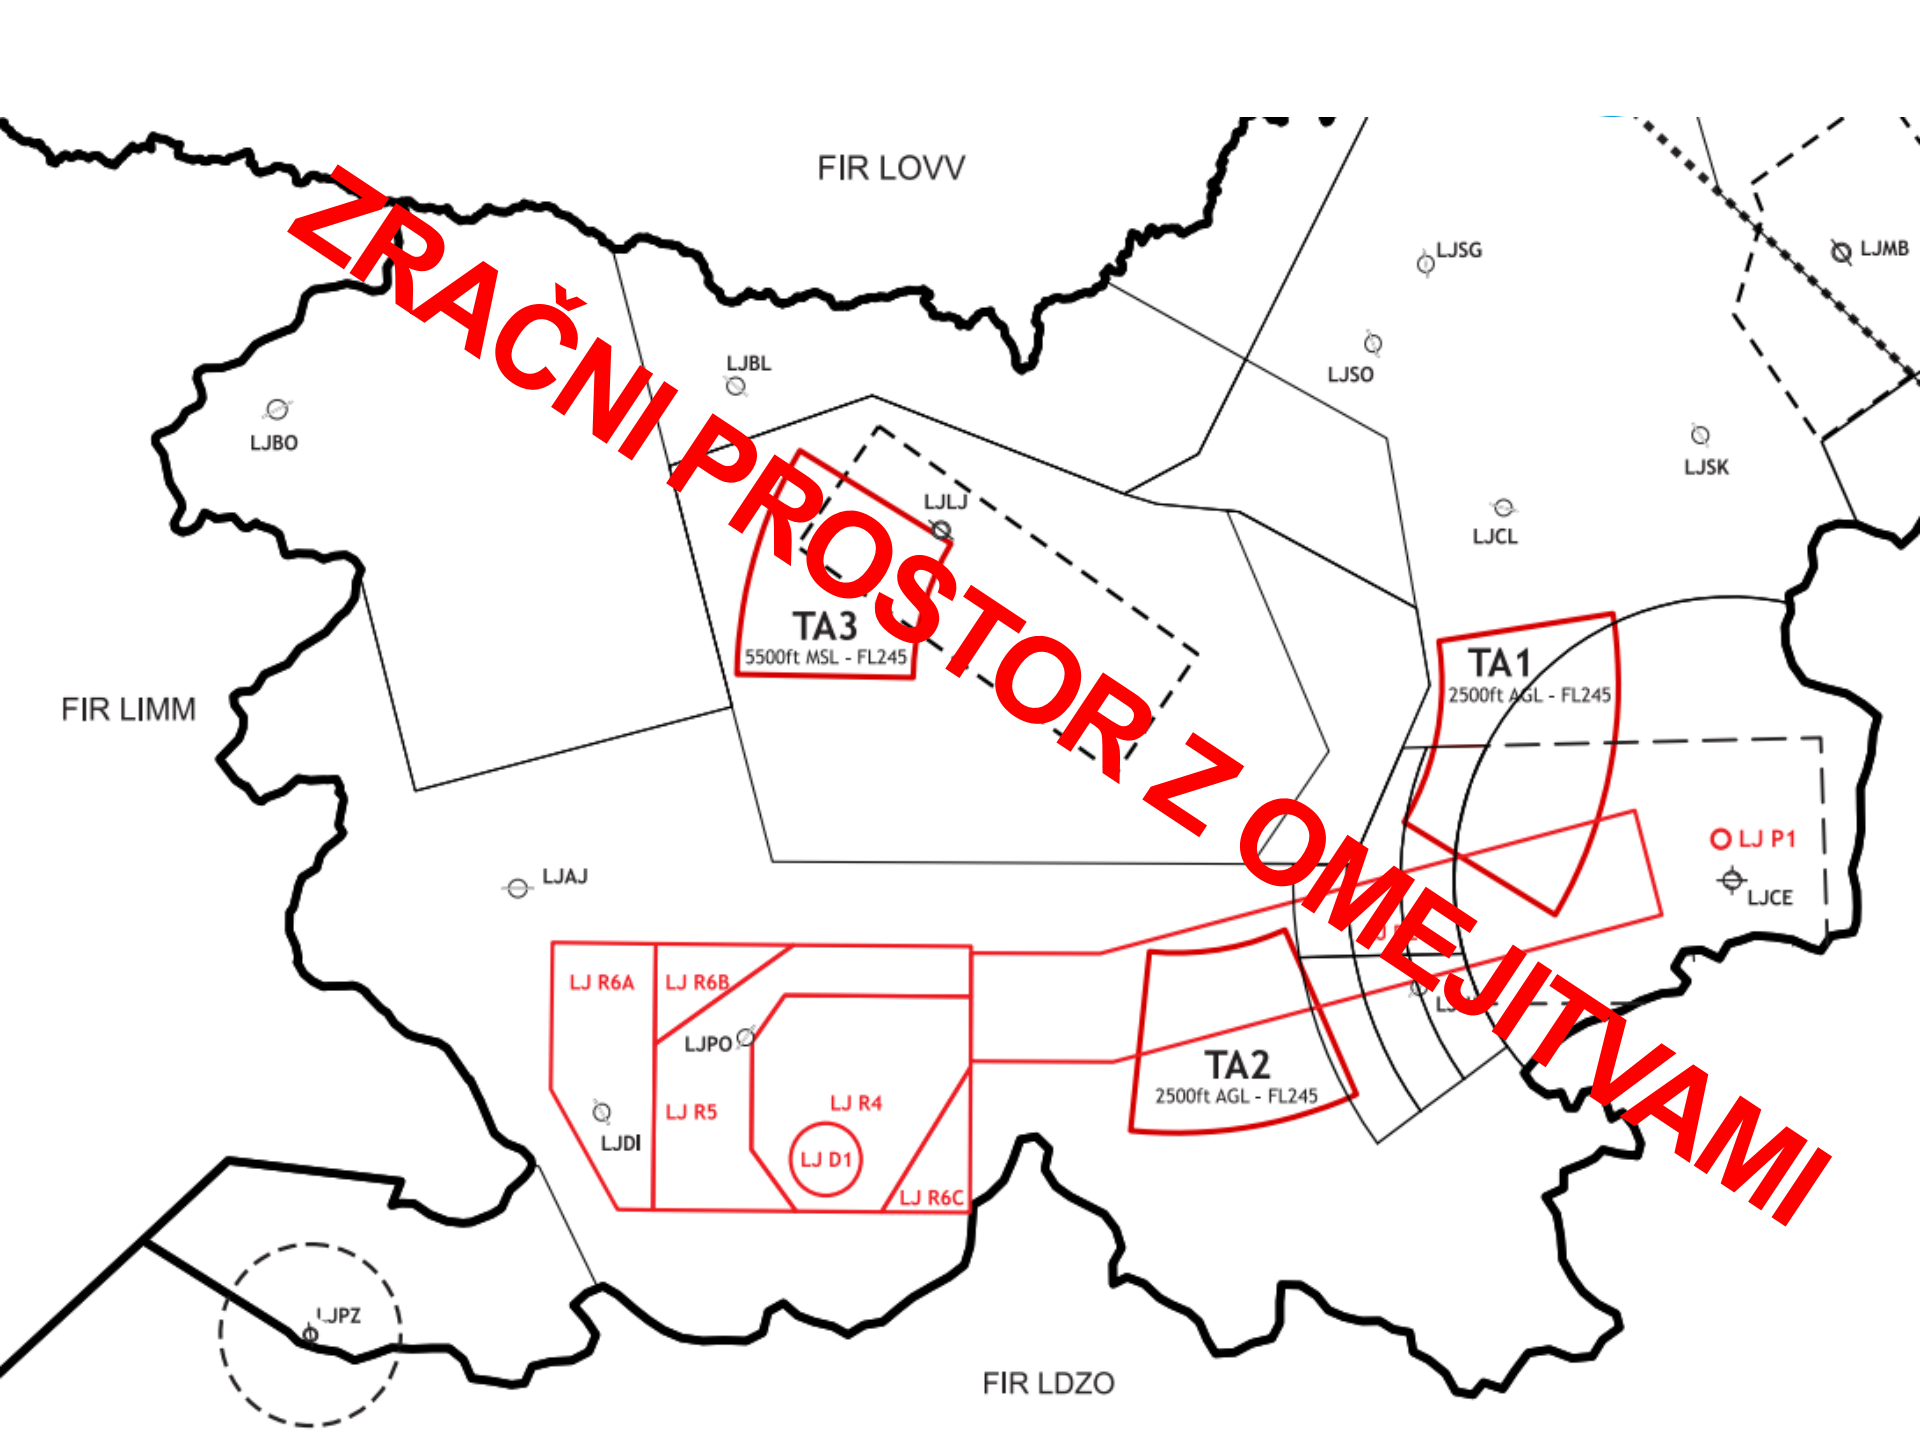 FIR LOVV
LJSG
LJMB
LJBL
LJSO
LJBO
LJSK
LJLJ
LJCL
ZRAČNI PROSTOR Z OMEJITVAMI
TA3
5500ft MSL - FL245
TA1
2500ft AGL - FL245
FIR LIMM
LJ P1
LJAJ
LJCE
LJ R6A
LJ R6B
LJPO
TA2
2500ft AGL - FL245
LJ R4
LJ R5
LJDI
LJ D1
LJ R6C
LJPZ
FIR LDZO